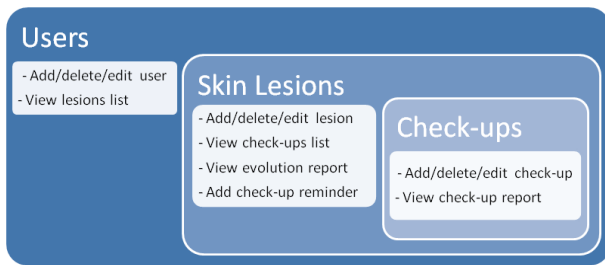 Users
- Add/delete/edit user
- View lesions list
Skin Lesions
- Add/delete/edit lesion
- View check-ups list
- View evolution report
- Add check-up reminder
Check-ups
- Add/delete/edit check-up
- View check-up report